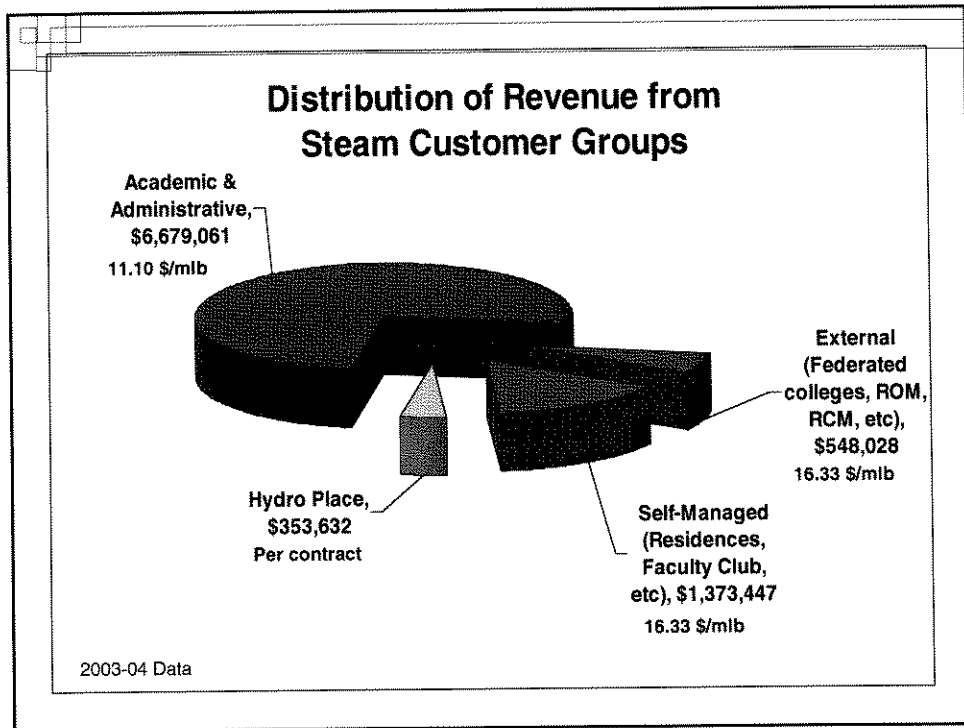 Distribution of Revenue from
Steam Customer Groups
Academic &
Administrative,
$6,679,061
11.10 $/mlb
External
(Federated
colleges, ROM,
RCM, etc),
$548,028
16.33 $/mlb
Hydro Place,
$353,632
Per contract
Self-Managed
(Residences,
Faculty Club,
etc), $1,373,447
16.33 $/mlb
2003-04 Data